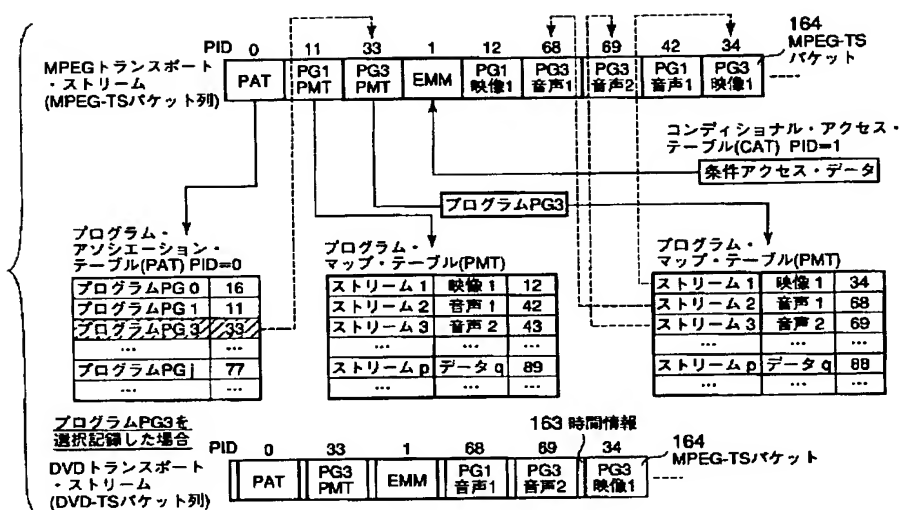 PID 0 11 33 1 12 68 69 42 34
164
MPEG-TS
パケット
MPEGトランスポート
・ストリーム
(MPEG-TSパケット列)
PAT
PG1
PMT
PG3
PMT
EMM
PG1
映像1
PG3
音声1
PG3
音声2
PG1
音声1
PG3
映像1
コンディショナル・アクセス・
テーブル(CAT) PID=1
条件アクセス・データ
プログラムPG3
プログラム・
アソシエーション・
テーブル(PAT) PID=0
プログラムPG 0 16
プログラムPG 1 11
プログラムPG 3 33
... ...
プログラムPG j 77
... ...
プログラム・
マップ・テーブル(PMT)
ストリーム 1 映像 1 12
ストリーム 2 音声 1 42
ストリーム 3 音声 2 43
... ... ...
ストリーム p データ q 89
... ... ...
プログラム・
マップ・テーブル(PMT)
ストリーム 1 映像 1 34
ストリーム 2 音声 1 68
ストリーム 3 音声 2 69
... ... ...
ストリーム p データ q 88
... ... ...
プログラムPG3を
選択記録した場合
PID 0 33 1 68 69 34
163 時間情報
164
MPEG-TSパケット
DVDトランスポート
・ストリーム
(DVD-TSパケット列)
PAT
PG3
PMT
EMM
PG1
音声1
PG3
音声2
PG3
映像1